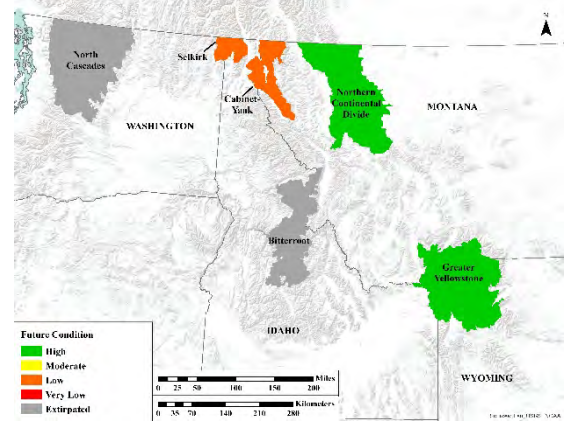 N
North
Cascades
Selkirk
Cabinet-
Yaak
Northern
Continental
Divide
MONTANA
WASHINGTON
Bitterroot
Greater
Yellowstone
IDAHO
WYOMING
Future Condition
High
Moderate
Low
Very Low
Extirpated
Miles
0 25 50 100 150 200
Kilometers
0 35 70 140 210 280